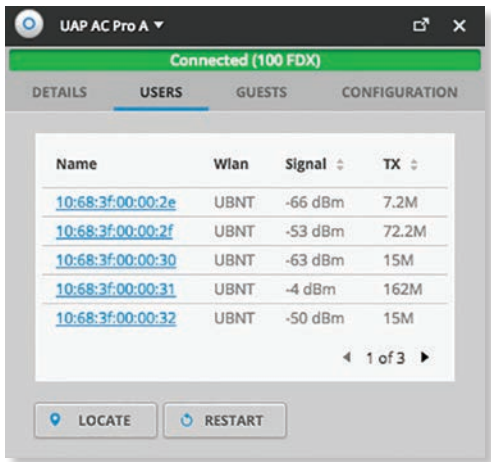 UAP AC Pro A
Connected (100 FDX)
DETAILS USERS GUESTS CONFIGURATION
Name Wlan Signal TX
10:68:3f:00:00:2e UBNT -66 dBm 7.2M
10:68:3f:00:00:2f UBNT -53 dBm 72.2M
10:68:3f:00:00:30 UBNT -63 dBm 15M
10:68:3f:00:00:31 UBNT -4 dBm 162M
10:68:3f:00:00:32 UBNT -50 dBm 15M
1 of 3
LOCATE RESTART